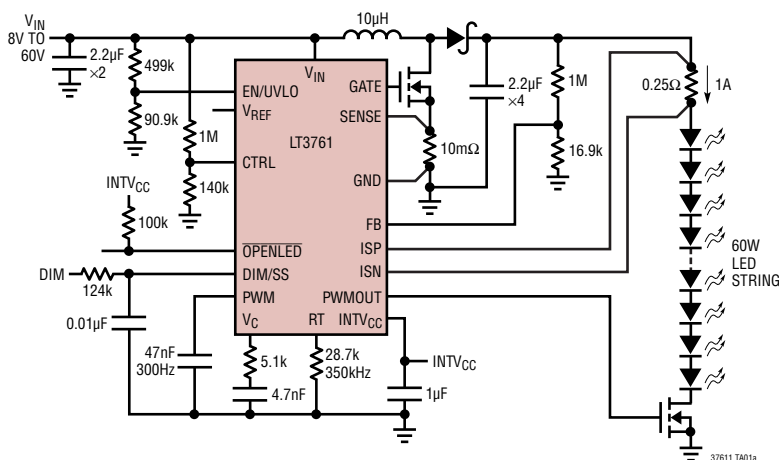 VIN
8V TO
60V
2.2µF
×2
499k
90.9k
1M
140k
INTVCC
100k
DIM
124k
0.01µF
47nF
300Hz
5.1k
4.7nF
28.7k
350kHz
1µF
INTVCC
VIN
EN/UVLO
VREF
CTRL
OPENLED
DIM/SS
PWM
VC
RT
LT3761
GATE
SENSE
GND
FB
ISP
ISN
PWMOUT
INTVCC
10µH
10mΩ
2.2µF
×4
1M
16.9k
0.25Ω
1A
60W
LED
STRING
37611 TA01a